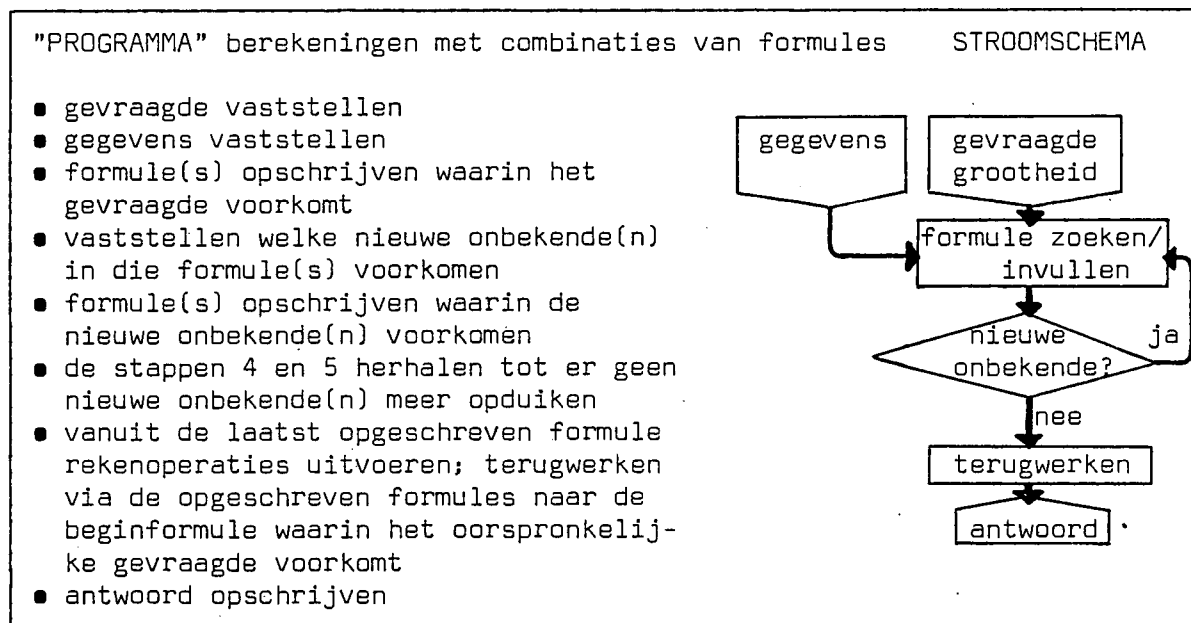 "PROGRAMMA" berekeningen met combinaties van formules STROOMSCHEMA
● gevraagde vaststellen
● gegevens vaststellen
● formule(s) opschrijven waarin het
gevraagde voorkomt
● vaststellen welke nieuwe onbekende(n)
in die formule(s) voorkomen
● formule(s) opschrijven waarin de
nieuwe onbekende(n) voorkomen
● de stappen 4 en 5 herhalen tot er geen
nieuwe onbekende(n) meer opduiken
● vanuit de laatst opgeschreven formule
rekenoperaties uitvoeren; terugwerken
via de opgeschreven formules naar de
beginformule waarin het oorspronkelij-
ke gevraagde voorkomt
● antwoord opschrijven
gegevens
gevraagde
grootheid
formule zoeken/
invullen
nieuwe
onbekende?
ja
nee
terugwerken
antwoord